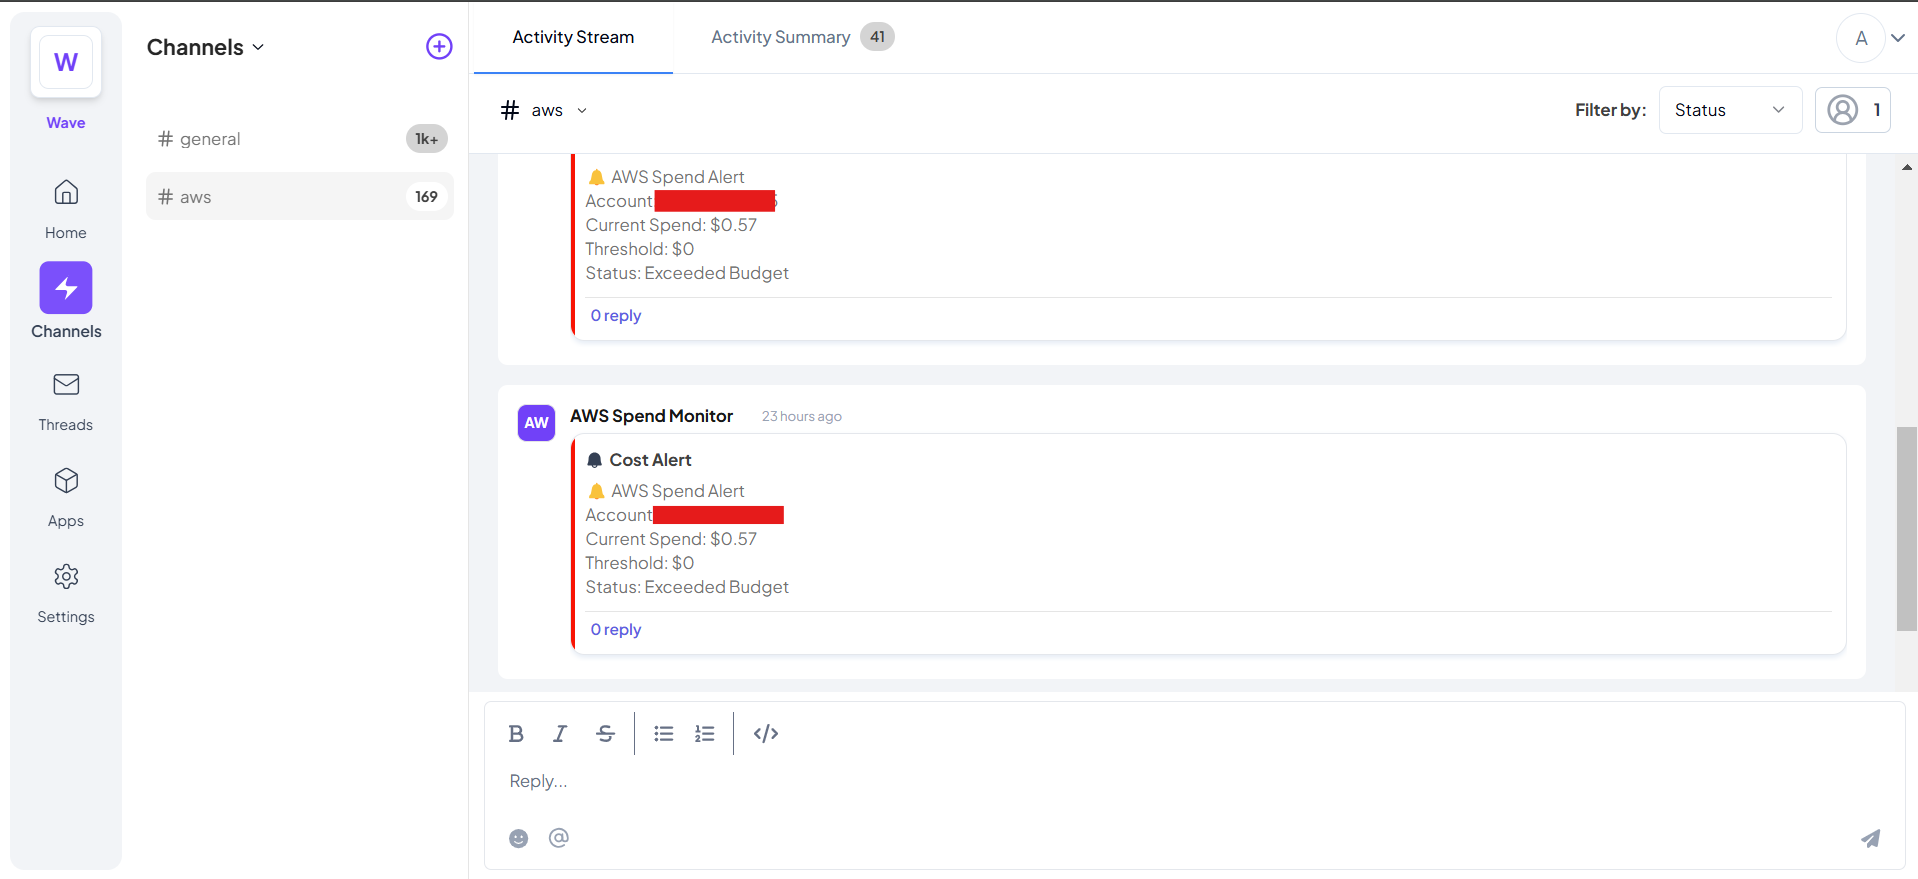 W
Wave
Home
Channels
Threads
Apps
Settings
Channels
# general 1k+
# aws 169
Activity Stream
Activity Summary 41
A
# aws
Filter by: Status 1
AWS Spend Alert
Account
Current Spend: $0.57
Threshold: $0
Status: Exceeded Budget
0 reply
AW AWS Spend Monitor 23 hours ago
Cost Alert
AWS Spend Alert
Account
Current Spend: $0.57
Threshold: $0
Status: Exceeded Budget
0 reply
B I S </>
Reply...
@